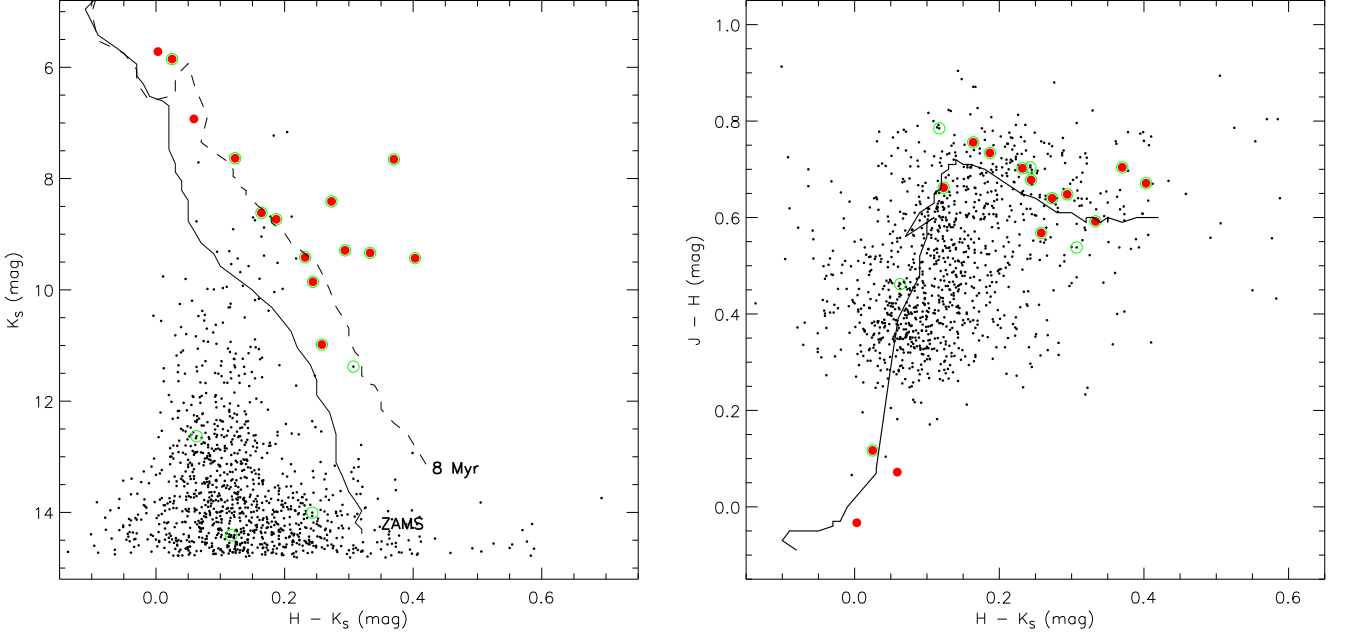 6
8
10
12
14
K_s (mag)
0.0 0.2 0.4 0.6
H − K_s (mag)
8 Myr
ZAMS
1.0
0.8
0.6
0.4
0.2
0.0
J − H (mag)
0.0 0.2 0.4 0.6
H − K_s (mag)